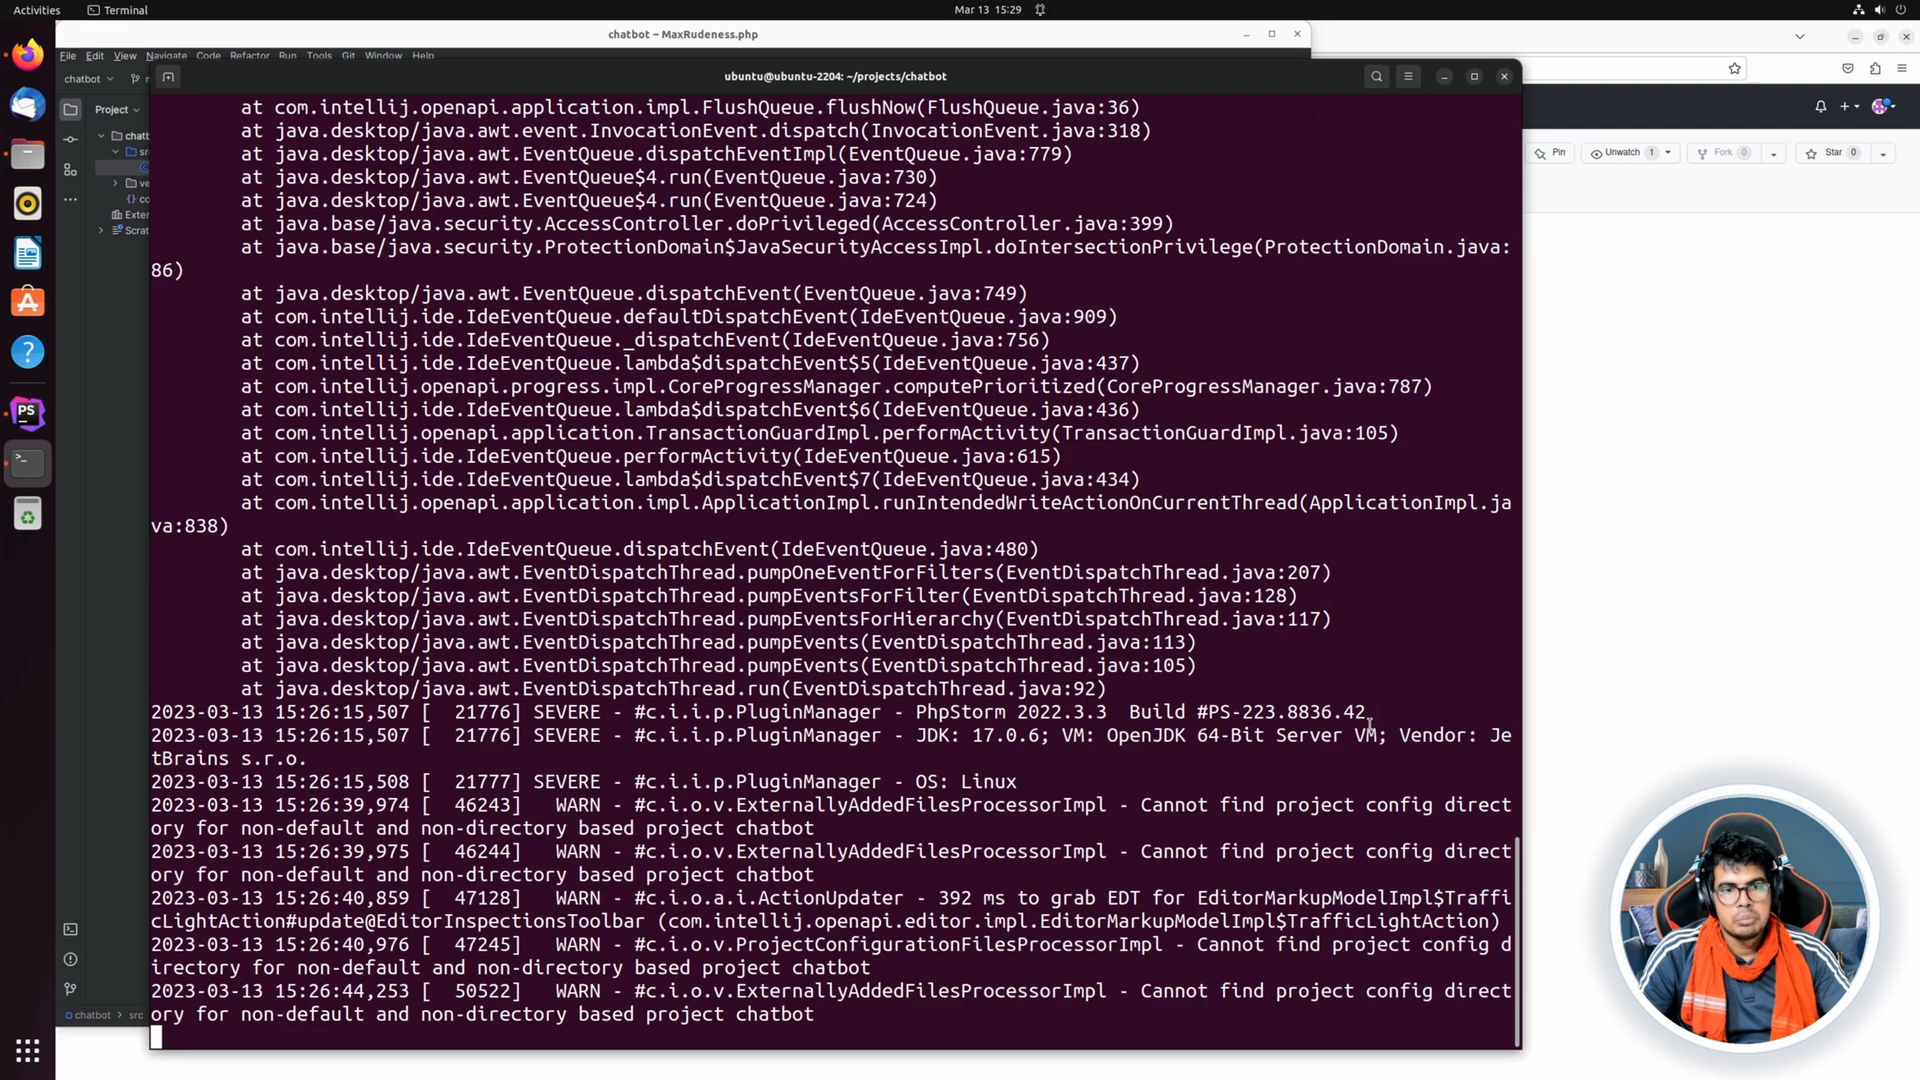 Activities
Terminal
Mar 13 15:29
chatbot – MaxRudeness.php
File Edit View Navigate Code Refactor Run Tools Git Window Help
chatbot
ubuntu@ubuntu-2204: ~/projects/chatbot
Project
chatb
src
ve
co
Exter
Scrat
Pin
Unwatch 1
Fork 0
Star 0
at com.intellij.openapi.application.impl.FlushQueue.flushNow(FlushQueue.java:36)
at java.desktop/java.awt.event.InvocationEvent.dispatch(InvocationEvent.java:318)
at java.desktop/java.awt.EventQueue.dispatchEventImpl(EventQueue.java:779)
at java.desktop/java.awt.EventQueue$4.run(EventQueue.java:730)
at java.desktop/java.awt.EventQueue$4.run(EventQueue.java:724)
at java.base/java.security.AccessController.doPrivileged(AccessController.java:399)
at java.base/java.security.ProtectionDomain$JavaSecurityAccessImpl.doIntersectionPrivilege(ProtectionDomain.java:
86)
at java.desktop/java.awt.EventQueue.dispatchEvent(EventQueue.java:749)
at com.intellij.ide.IdeEventQueue.defaultDispatchEvent(IdeEventQueue.java:909)
at com.intellij.ide.IdeEventQueue._dispatchEvent(IdeEventQueue.java:756)
at com.intellij.ide.IdeEventQueue.lambda$dispatchEvent$5(IdeEventQueue.java:437)
at com.intellij.openapi.progress.impl.CoreProgressManager.computePrioritized(CoreProgressManager.java:787)
at com.intellij.ide.IdeEventQueue.lambda$dispatchEvent$6(IdeEventQueue.java:436)
at com.intellij.openapi.application.TransactionGuardImpl.performActivity(TransactionGuardImpl.java:105)
at com.intellij.ide.IdeEventQueue.performActivity(IdeEventQueue.java:615)
at com.intellij.ide.IdeEventQueue.lambda$dispatchEvent$7(IdeEventQueue.java:434)
at com.intellij.openapi.application.impl.ApplicationImpl.runIntendedWriteActionOnCurrentThread(ApplicationImpl.ja
va:838)
at com.intellij.ide.IdeEventQueue.dispatchEvent(IdeEventQueue.java:480)
at java.desktop/java.awt.EventDispatchThread.pumpOneEventForFilters(EventDispatchThread.java:207)
at java.desktop/java.awt.EventDispatchThread.pumpEventsForFilter(EventDispatchThread.java:128)
at java.desktop/java.awt.EventDispatchThread.pumpEventsForHierarchy(EventDispatchThread.java:117)
at java.desktop/java.awt.EventDispatchThread.pumpEvents(EventDispatchThread.java:113)
at java.desktop/java.awt.EventDispatchThread.pumpEvents(EventDispatchThread.java:105)
at java.desktop/java.awt.EventDispatchThread.run(EventDispatchThread.java:92)
2023-03-13 15:26:15,507 [  21776] SEVERE - #c.i.i.p.PluginManager - PhpStorm 2022.3.3  Build #PS-223.8836.42
2023-03-13 15:26:15,507 [  21776] SEVERE - #c.i.i.p.PluginManager - JDK: 17.0.6; VM: OpenJDK 64-Bit Server VM; Vendor: Je
tBrains s.r.o.
2023-03-13 15:26:15,508 [  21777] SEVERE - #c.i.i.p.PluginManager - OS: Linux
2023-03-13 15:26:39,974 [  46243]   WARN - #c.i.o.v.ExternallyAddedFilesProcessorImpl - Cannot find project config direct
ory for non-default and non-directory based project chatbot
2023-03-13 15:26:39,975 [  46244]   WARN - #c.i.o.v.ExternallyAddedFilesProcessorImpl - Cannot find project config direct
ory for non-default and non-directory based project chatbot
2023-03-13 15:26:40,859 [  47128]   WARN - #c.i.o.a.i.ActionUpdater - 392 ms to grab EDT for EditorMarkupModelImpl$Traffi
cLightAction#update@EditorInspectionsToolbar (com.intellij.openapi.editor.impl.EditorMarkupModelImpl$TrafficLightAction)
2023-03-13 15:26:40,976 [  47245]   WARN - #c.i.o.v.ProjectConfigurationFilesProcessorImpl - Cannot find project config d
irectory for non-default and non-directory based project chatbot
2023-03-13 15:26:44,253 [  50522]   WARN - #c.i.o.v.ExternallyAddedFilesProcessorImpl - Cannot find project config direct
ory for non-default and non-directory based project chatbot
PS
chatbot > src